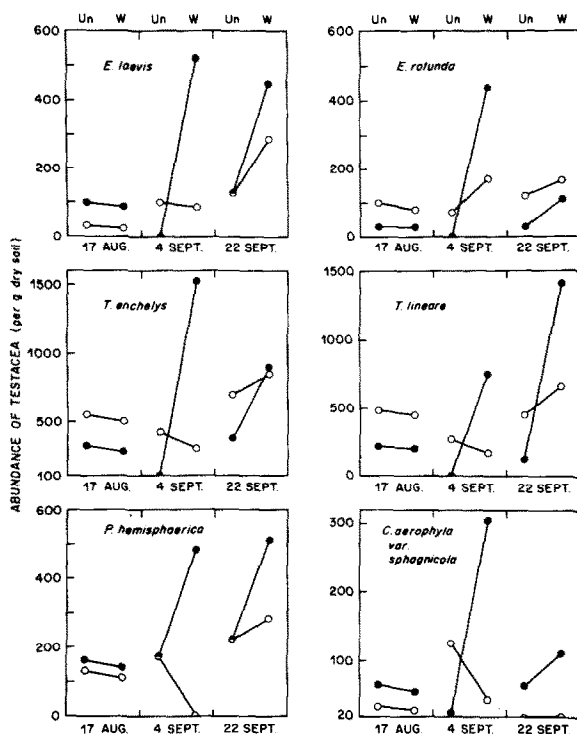 Un W Un W Un W
Un W Un W Un W
ABUNDANCE OF TESTACEA (per g dry soil)
600
400
200
0
E. laevis
17 AUG. 4 SEPT. 22 SEPT.
600
400
200
0
E. rotunda
17 AUG. 4 SEPT. 22 SEPT.
1500
1000
500
100
T. enchelys
17 AUG. 4 SEPT. 22 SEPT.
1500
1000
500
0
T. lineare
17 AUG. 4 SEPT. 22 SEPT.
600
400
200
0
P. hemisphaerica
17 AUG. 4 SEPT. 22 SEPT.
300
200
100
20
C. aerophyla
var.
sphagnicola
17 AUG. 4 SEPT. 22 SEPT.